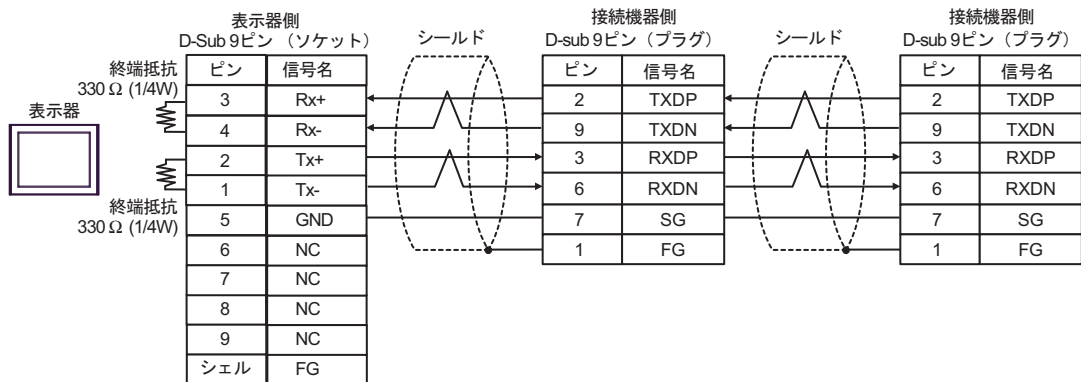 表示器側
D-Sub 9ピン （ソケット）
シールド
接続機器側
D-sub 9ピン（プラグ）
シールド
接続機器側
D-sub 9ピン（プラグ）
終端抵抗
330 Ω (1/4W)
表示器
終端抵抗
330 Ω (1/4W)
ピン 信号名
3 Rx+
4 Rx-
2 Tx+
1 Tx-
5 GND
6 NC
7 NC
8 NC
9 NC
シェル FG
ピン 信号名
2 TXDP
9 TXDN
3 RXDP
6 RXDN
7 SG
1 FG
ピン 信号名
2 TXDP
9 TXDN
3 RXDP
6 RXDN
7 SG
1 FG